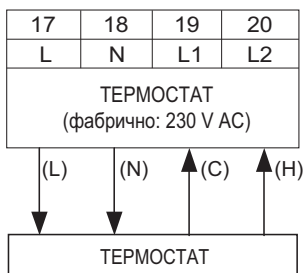 17 18 19 20
L N L1 L2
ТЕРМОСТАТ
(фабрично: 230 V AC)
(L) (N) (C) (H)
ТЕРМОСТАТ